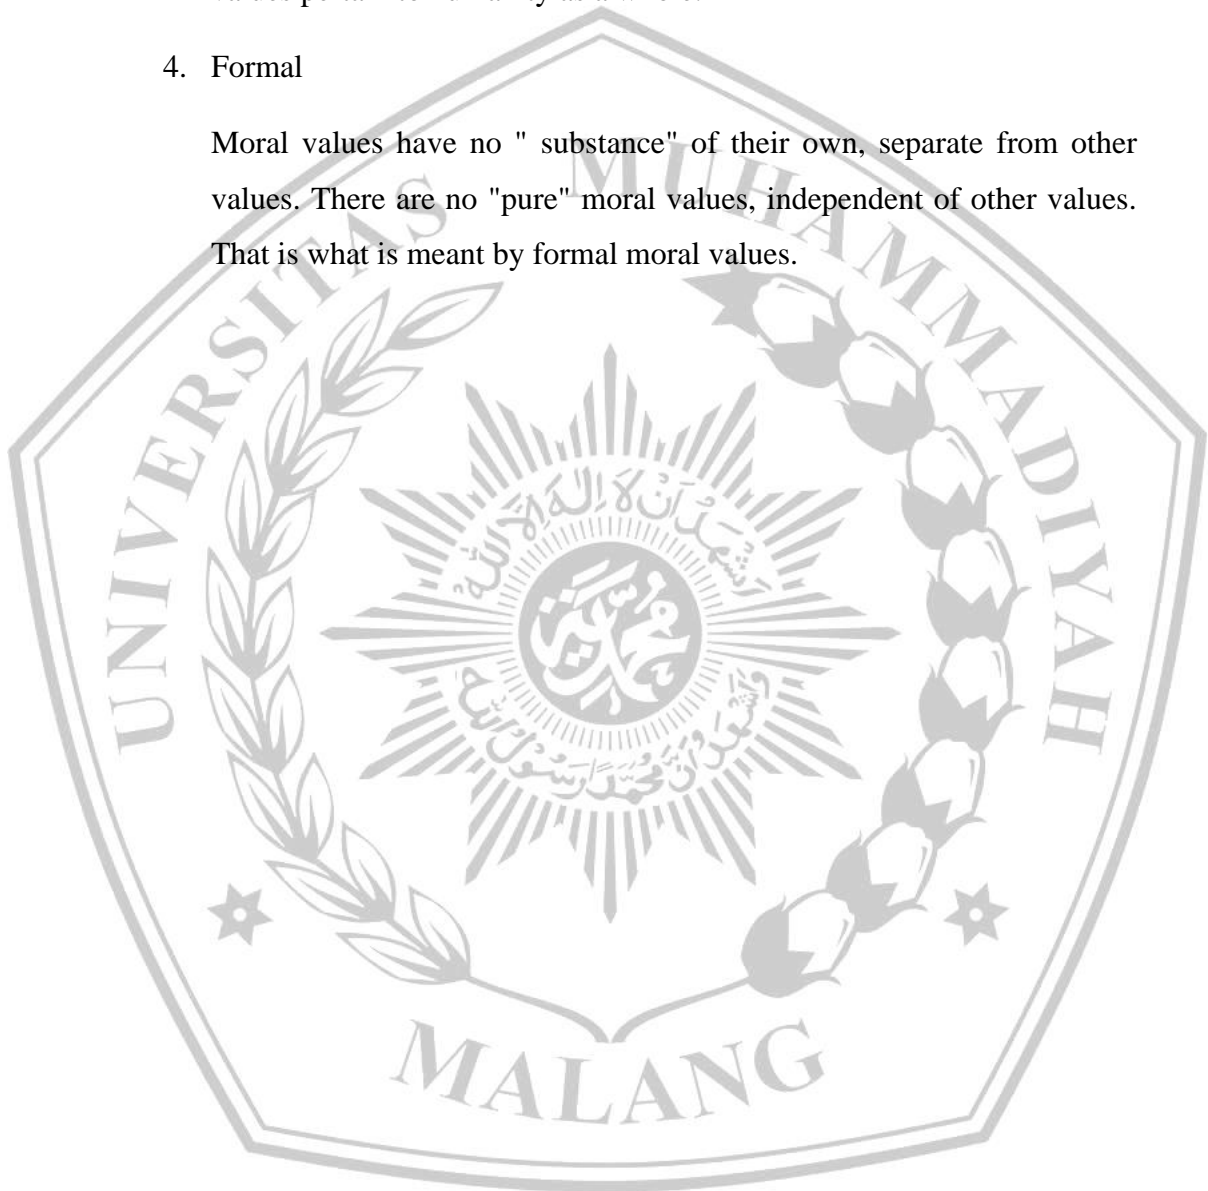 4. Formal
Moral values have no " substance" of their own, separate from other
values. There are no "pure" moral values, independent of other values.
That is what is meant by formal moral values.
UNIVERSITAS MUHAMMADIYAH
MALANG